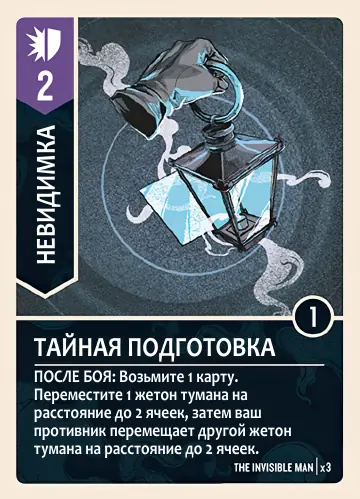 2
НЕВИДИМКА
1
ТАЙНАЯ ПОДГОТОВКА
ПОСЛЕ БОЯ: Возьмите 1 карту.
Переместите 1 жетон тумана на
расстояние до 2 ячеек, затем ваш
противник перемещает другой жетон
тумана на расстояние до 2 ячеек.
THE INVISIBLE MAN | x3